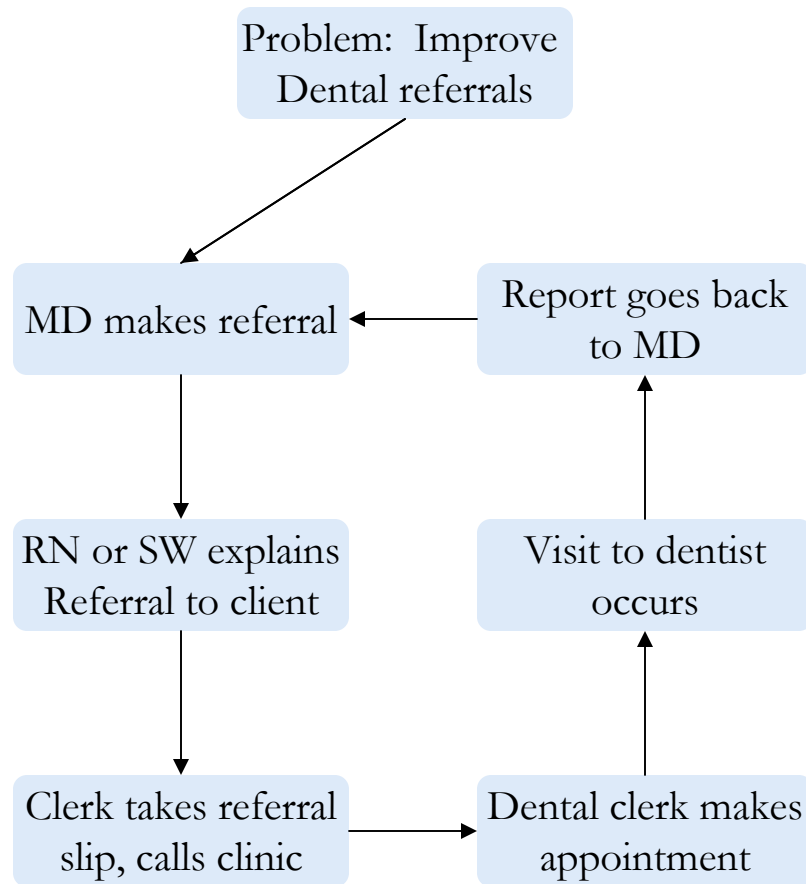 Problem:  Improve
Dental referrals
MD makes referral
Report goes back
to MD
RN or SW explains
Referral to client
Visit to dentist
occurs
Clerk takes referral
slip, calls clinic
Dental clerk makes
appointment